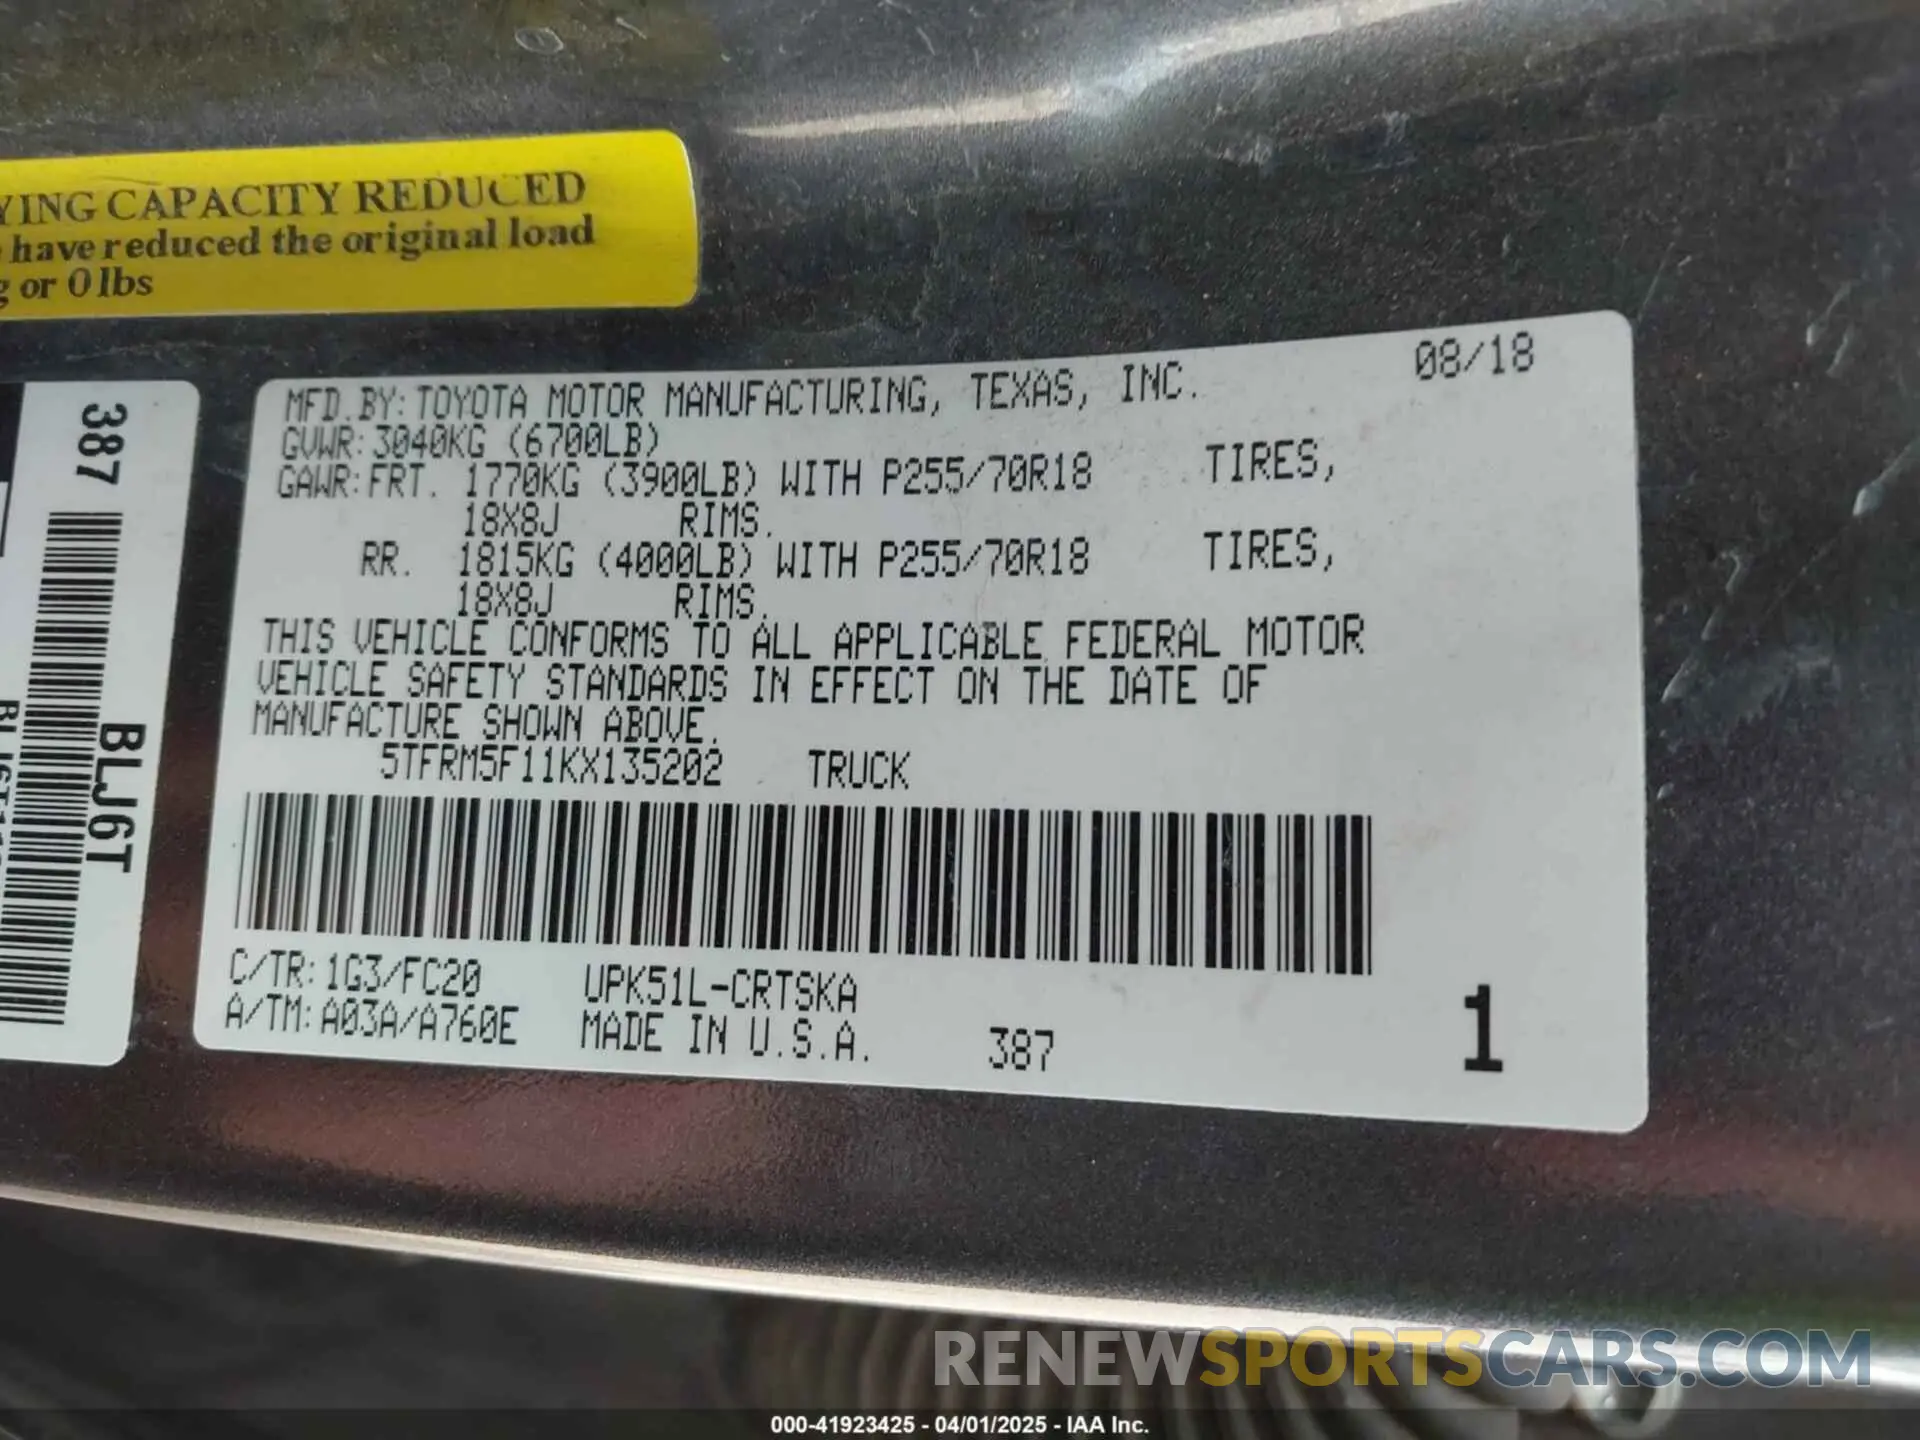 YING CAPACITY REDUCED
have reduced the original load
or 0 lbs
387
BLJ6T
MFD.BY: TOYOTA MOTOR MANUFACTURING, TEXAS, INC. 08/18
GVWR: 3040KG (6700LB)
GAWR: FRT. 1770KG (3900LB) WITH P255/70R18 TIRES,
18X8J RIMS.
RR. 1815KG (4000LB) WITH P255/70R18 TIRES,
18X8J RIMS.
THIS VEHICLE CONFORMS TO ALL APPLICABLE FEDERAL MOTOR
VEHICLE SAFETY STANDARDS IN EFFECT ON THE DATE OF
MANUFACTURE SHOWN ABOVE.
5TFRM5F11KX135202 TRUCK
C/TR: 1G3/FC20 UPK51L-CRTSKA
A/TM: A03A/A760E MADE IN U.S.A. 387 1
RENEWSPORTSCARS.COM
000-41923425 - 04/01/2025 - IAA Inc.